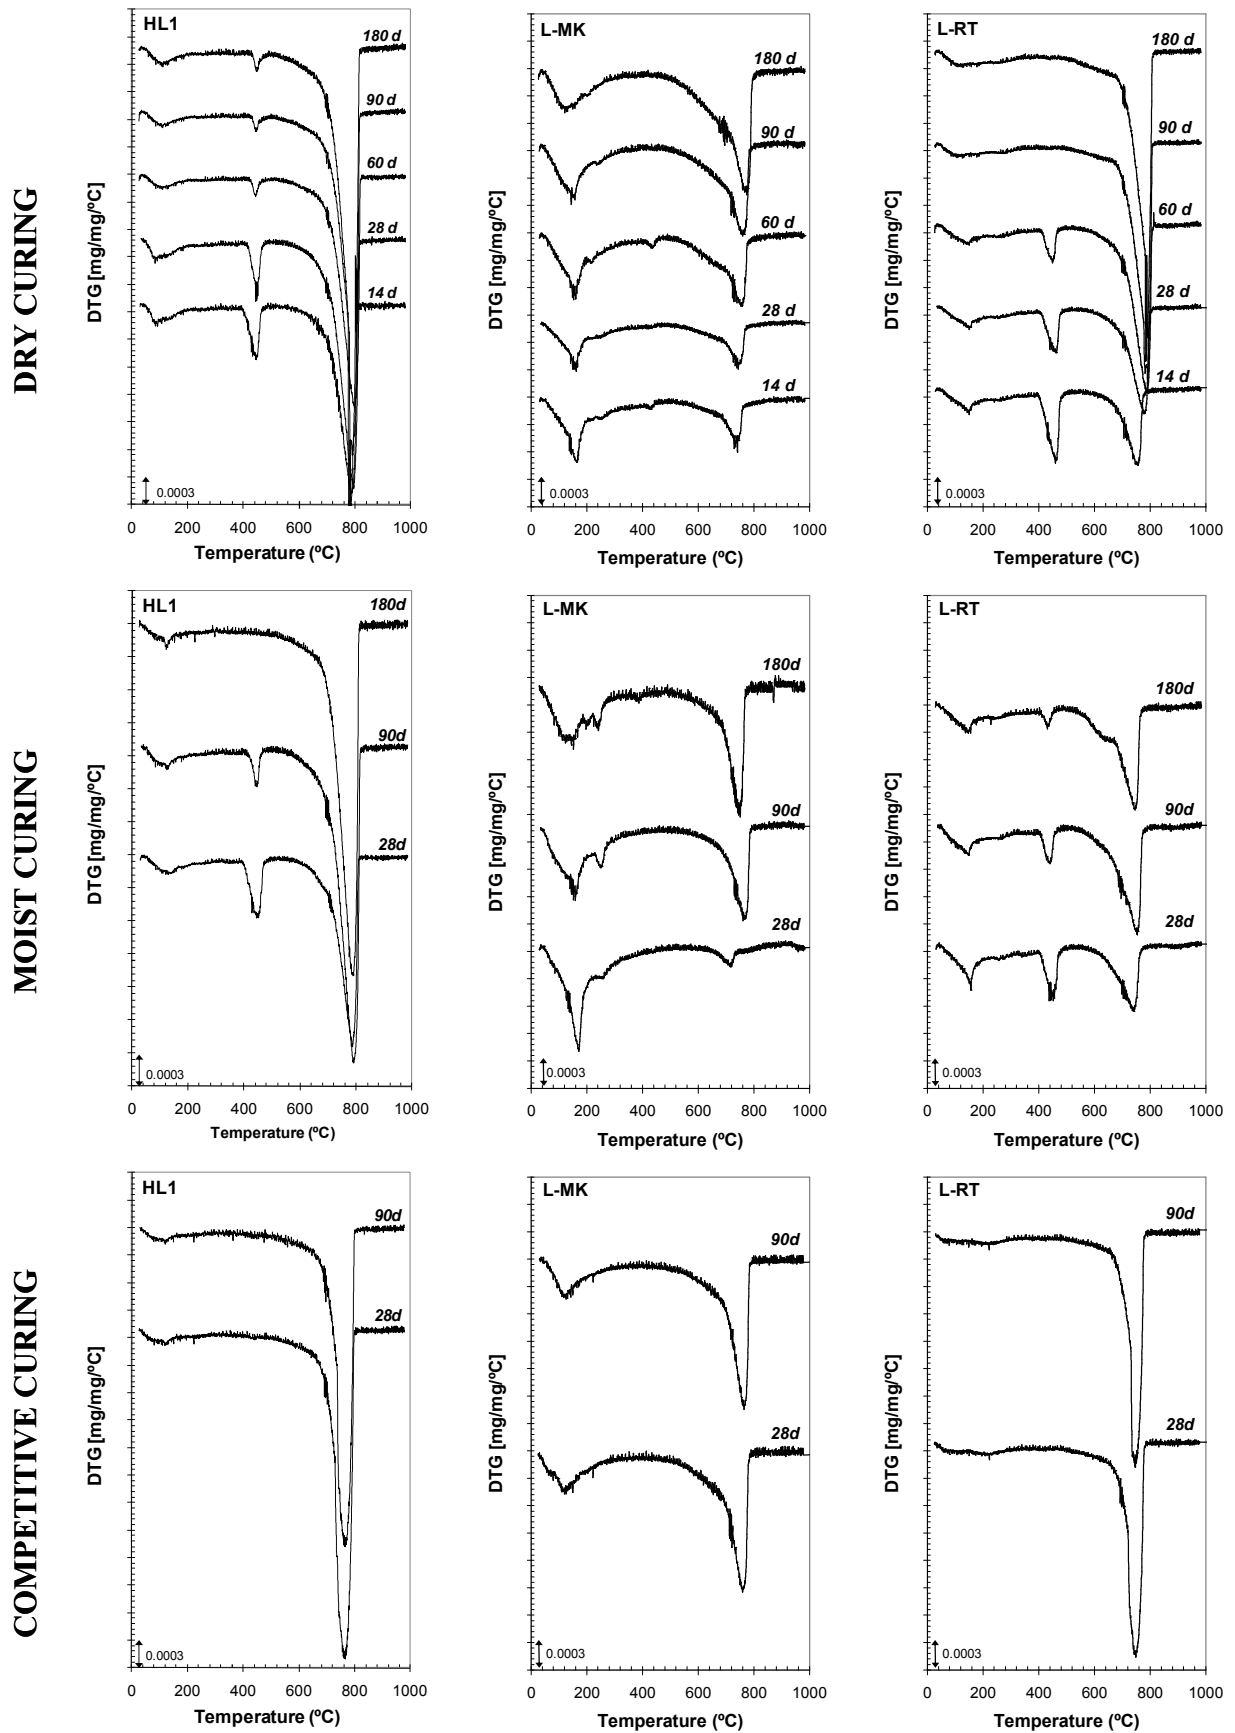 DRY CURING
HL1
180 d
90 d
60 d
28 d
14 d
DTG [mg/mg/ºC]
0.0003
0 200 400 600 800 1000
Temperature (ºC)
L-MK
180 d
90 d
60 d
28 d
14 d
DTG [mg/mg/ºC]
0.0003
0 200 400 600 800 1000
Temperature (ºC)
L-RT
180 d
90 d
60 d
28 d
14 d
DTG [mg/mg/ºC]
0.0003
0 200 400 600 800 1000
Temperature (ºC)
MOIST CURING
HL1
180d
90d
28d
DTG [mg/mg/ºC]
0.0003
0 200 400 600 800 1000
Temperature (ºC)
L-MK
180d
90d
28d
DTG [mg/mg/ºC]
0.0003
0 200 400 600 800 1000
Temperature (ºC)
L-RT
180d
90d
28d
DTG [mg/mg/ºC]
0.0003
0 200 400 600 800 1000
Temperature (ºC)
COMPETITIVE CURING
HL1
90d
28d
DTG [mg/mg/ºC]
0.0003
0 200 400 600 800 1000
Temperature (ºC)
L-MK
90d
28d
DTG [mg/mg/ºC]
0.0003
0 200 400 600 800 1000
Temperature (ºC)
L-RT
90d
28d
DTG [mg/mg/ºC]
0.0003
0 200 400 600 800 1000
Temperature (ºC)